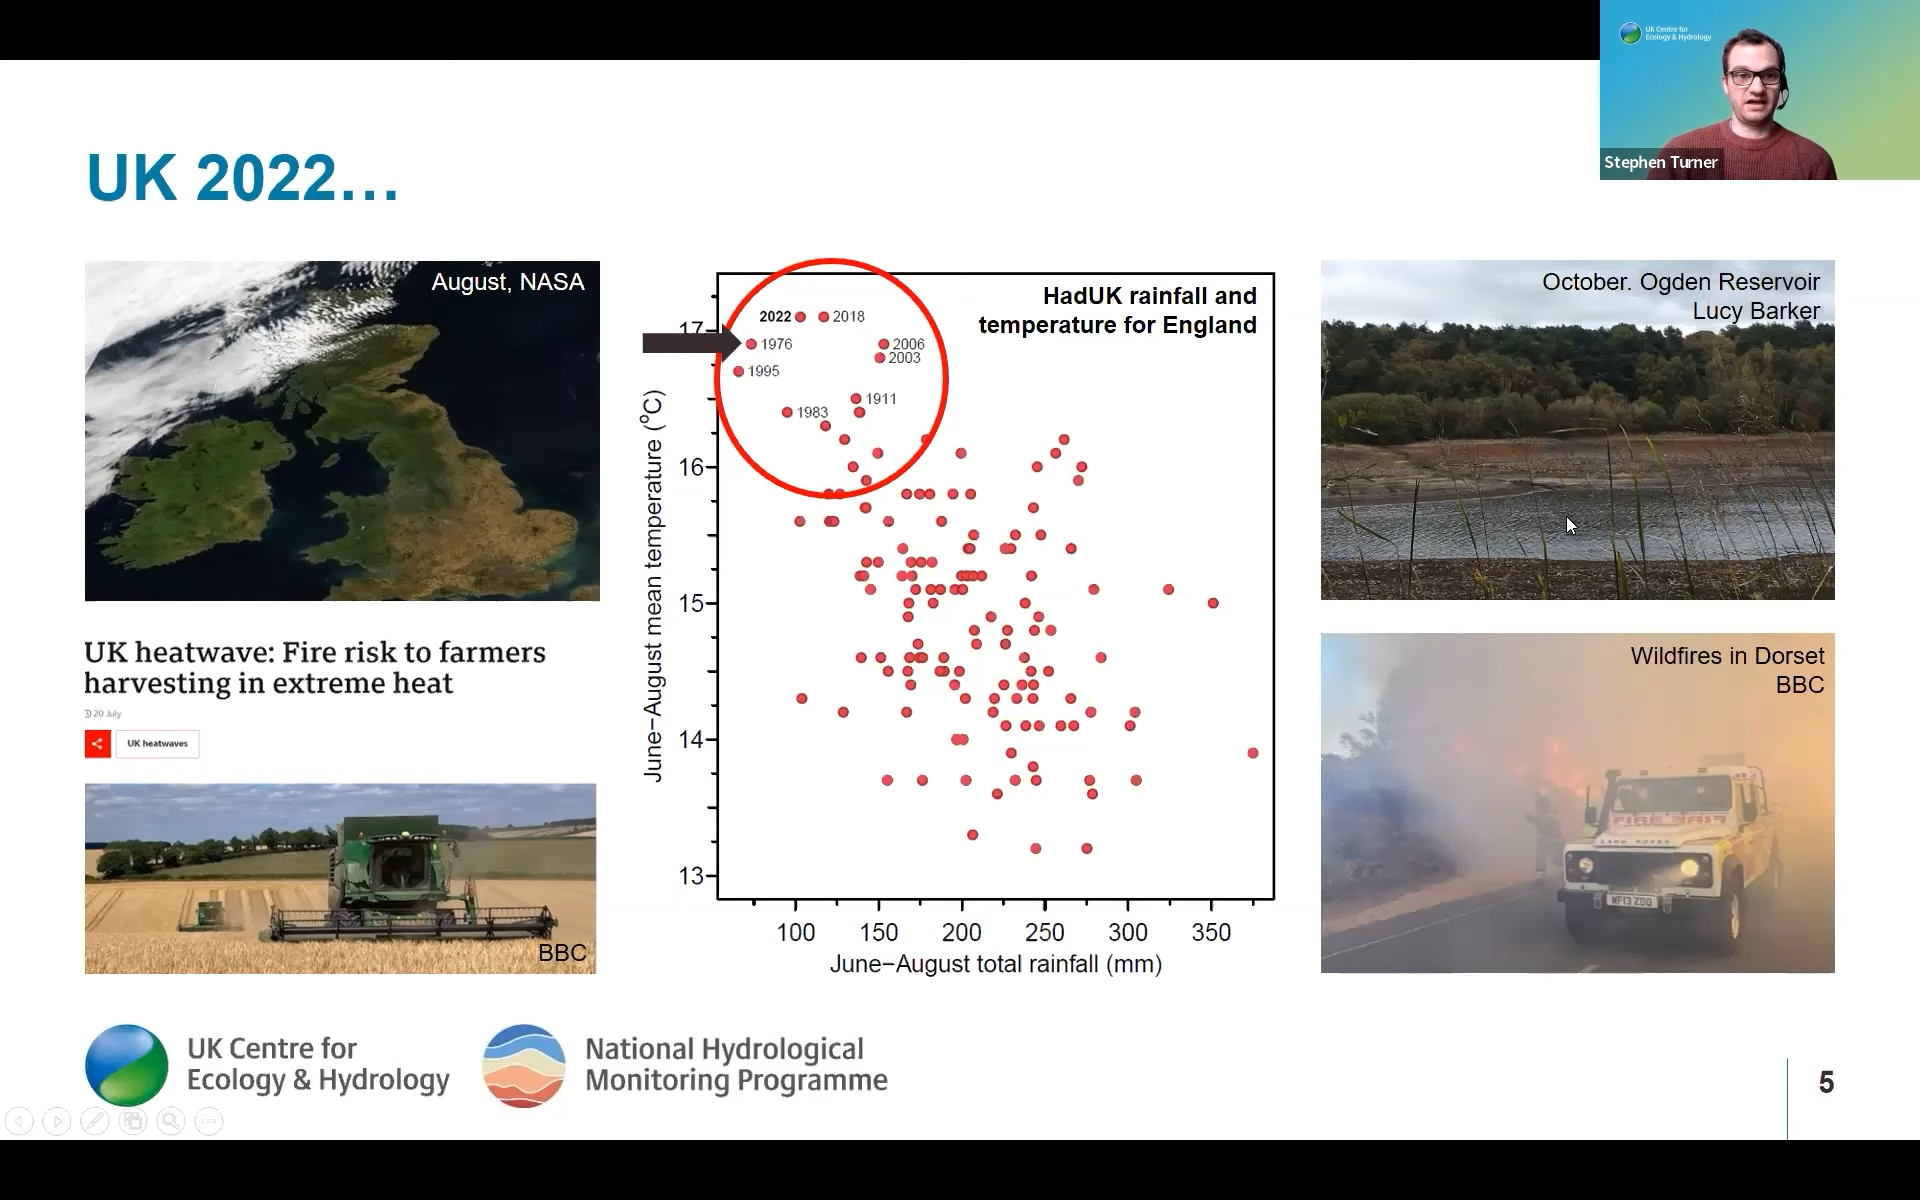 UK Centre for
Ecology & Hydrology
Stephen Turner
UK 2022…
August, NASA
UK heatwave: Fire risk to farmers
harvesting in extreme heat
20 July
UK heatwaves
BBC
HadUK rainfall and
temperature for England
2022
2018
1976
2006
2003
1995
1911
1983
17
16
15
14
13
June−August mean temperature (°C)
100 150 200 250 300 350
June−August total rainfall (mm)
October. Ogden Reservoir
Lucy Barker
Wildfires in Dorset
BBC
FIRE
LAND ROVER
WF13 ZDO
UK Centre for
Ecology & Hydrology
National Hydrological
Monitoring Programme
5